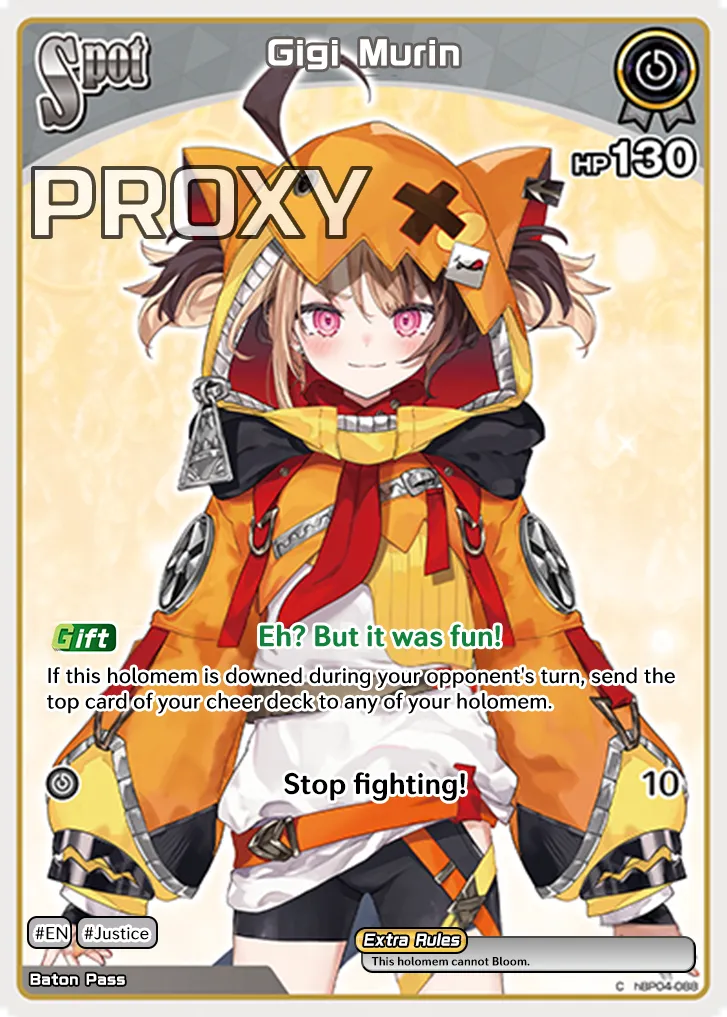 Spot
Gigi Murin
HP130
PROXY
Gift
Eh? But it was fun!
If this holomem is downed during your opponent's turn, send the
top card of your cheer deck to any of your holomem.
Stop fighting!
10
#EN #Justice
Extra Rules
This holomem cannot Bloom.
Baton Pass
C hBP04-088